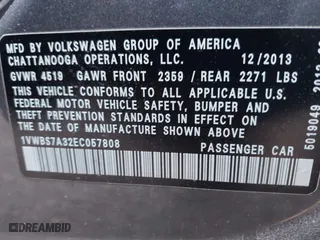 MFD. BY VOLKSWAGEN GROUP OF AMERICA
CHATTANOOGA OPERATIONS, LLC. 12/2013
GVWR 4519 GAWR FRONT 2359 / REAR 2271 LBS
THIS VEHICLE CONFORMS TO ALL APPLICABLE U.S.
FEDERAL MOTOR VEHICLE SAFETY, BUMPER AND
THEFT PREVENTION STANDARDS IN EFFECT ON THE
DATE OF MANUFACTURE SHOWN ABOVE.
1VWBS7A32EC057808 PASSENGER CAR
5019049 2013